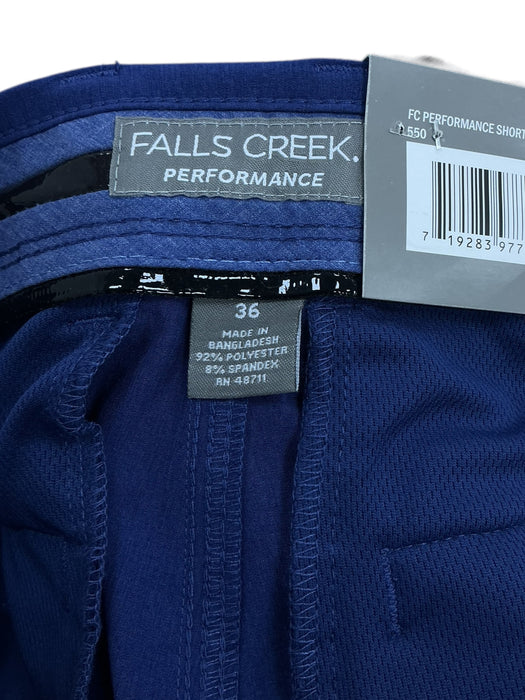 FALLS CREEK.
PERFORMANCE
FC PERFORMANCE SHORT
550
7 19283 977
36
MADE IN
BANGLADESH
92% POLYESTER
8% SPANDEX
RN 48711